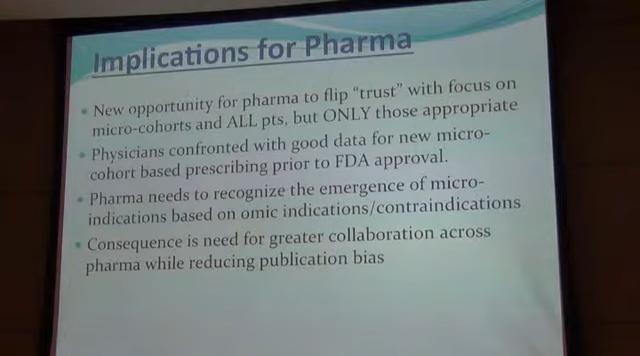 Implications for Pharma
• New opportunity for pharma to flip “trust” with focus on
micro-cohorts and ALL pts, but ONLY those appropriate
• Physicians confronted with good data for new micro-
cohort based prescribing prior to FDA approval.
• Pharma needs to recognize the emergence of micro-
indications based on omic indications/contraindications
• Consequence is need for greater collaboration across
pharma while reducing publication bias